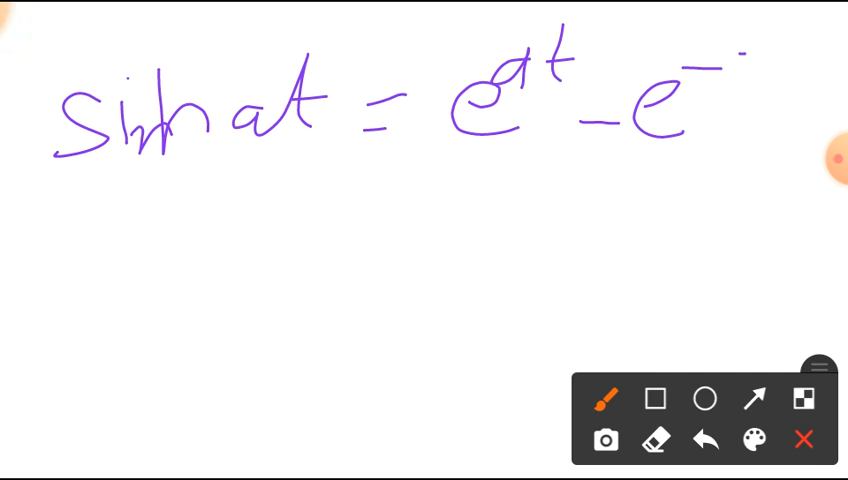 sinh at = e^{at} - e^{-